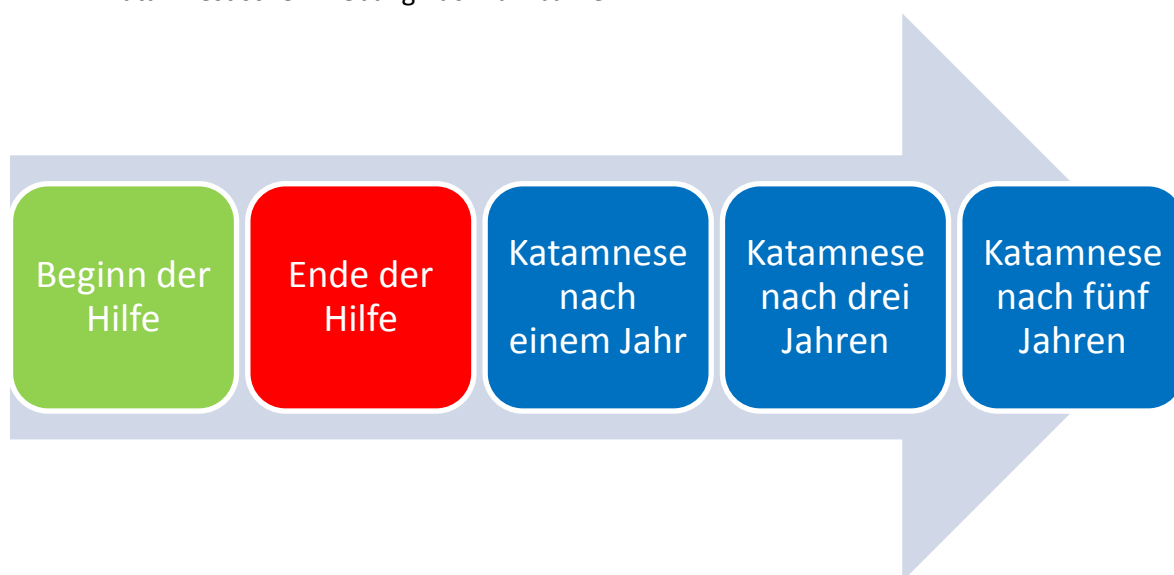 Beginn der
Hilfe
Ende der
Hilfe
Katamnese
nach
einem Jahr
Katamnese
nach drei
Jahren
Katamnese
nach fünf
Jahren